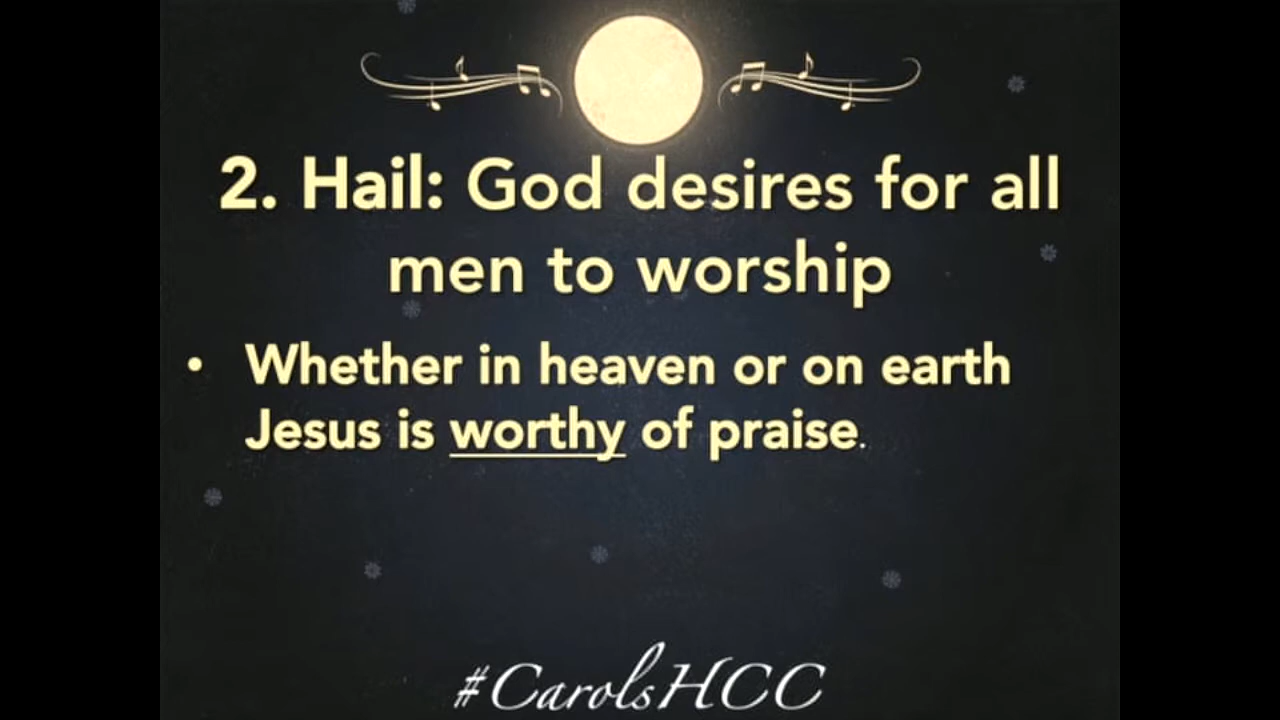 2. Hail: God desires for all
men to worship
• Whether in heaven or on earth
Jesus is worthy of praise.
#CarolsHCC